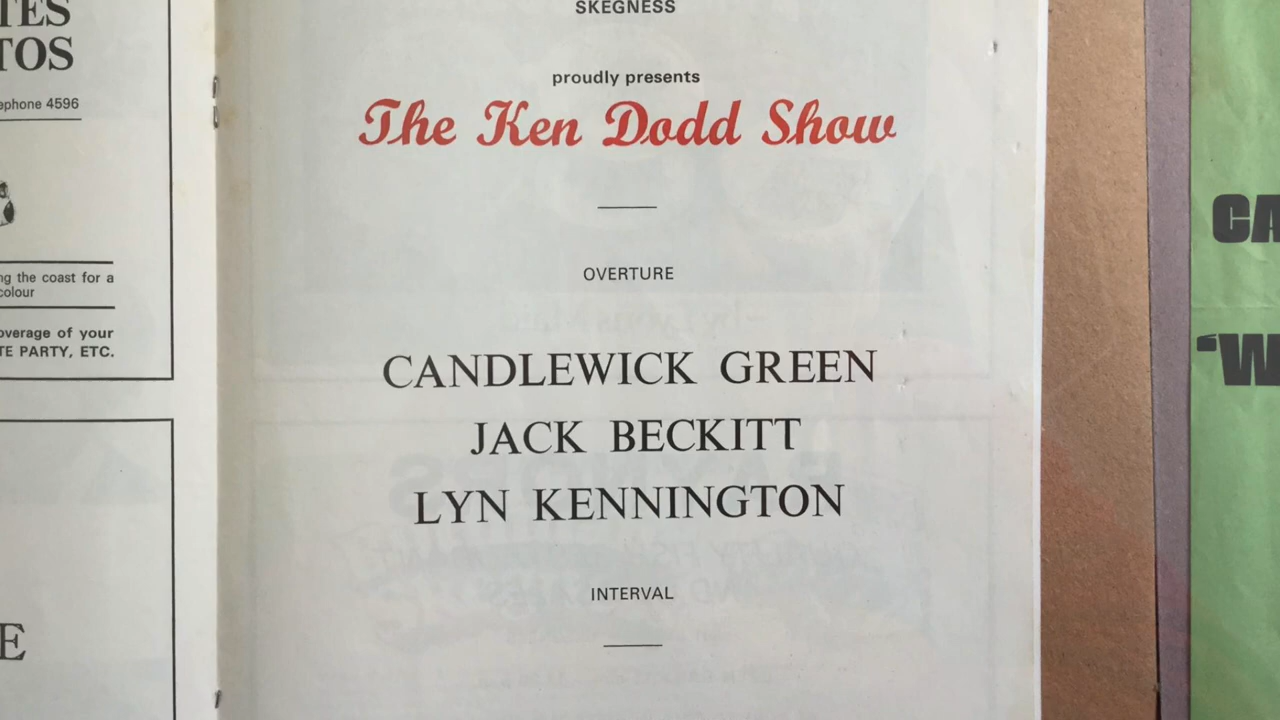 TES
TOS
ephone 4596
ng the coast for a
colour
overage of your
TE PARTY, ETC.
E
SKEGNESS
proudly presents
The Ken Dodd Show
OVERTURE
CANDLEWICK GREEN
JACK BECKITT
LYN KENNINGTON
INTERVAL
CA
'W